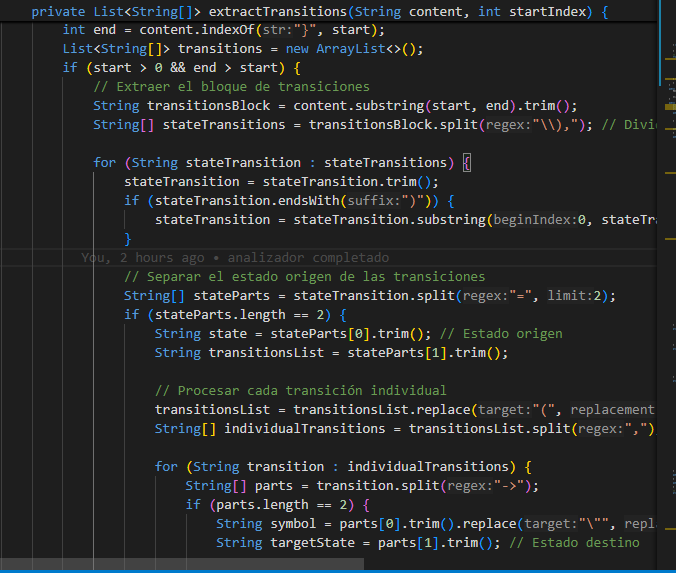 private List<String[]> extractTransitions(String content, int startIndex) {
int end = content.indexOf(str:"}", start);
List<String[]> transitions = new ArrayList<>();
if (start > 0 && end > start) {
// Extraer el bloque de transiciones
String transitionsBlock = content.substring(start, end).trim();
String[] stateTransitions = transitionsBlock.split(regex:"\\),"); //
for (String stateTransition : stateTransitions) {
stateTransition = stateTransition.trim();
if (stateTransition.endsWith(suffix:")")) {
stateTransition = stateTransition.substring(beginIndex:0,
}
You, 2 hours ago • analizador completado
// Separar el estado origen de las transiciones
String[] stateParts = stateTransition.split(regex:"=", limit:2);
if (stateParts.length == 2) {
String state = stateParts[0].trim(); // Estado origen
String transitionsList = stateParts[1].trim();
// Procesar cada transición individual
transitionsList = transitionsList.replace(target:"(", replacement
String[] individualTransitions = transitionsList.split(regex:",")
for (String transition : individualTransitions) {
String[] parts = transition.split(regex:"->");
if (parts.length == 2) {
String symbol = parts[0].trim().replace(target:"\"",
String targetState = parts[1].trim(); // Estado destino